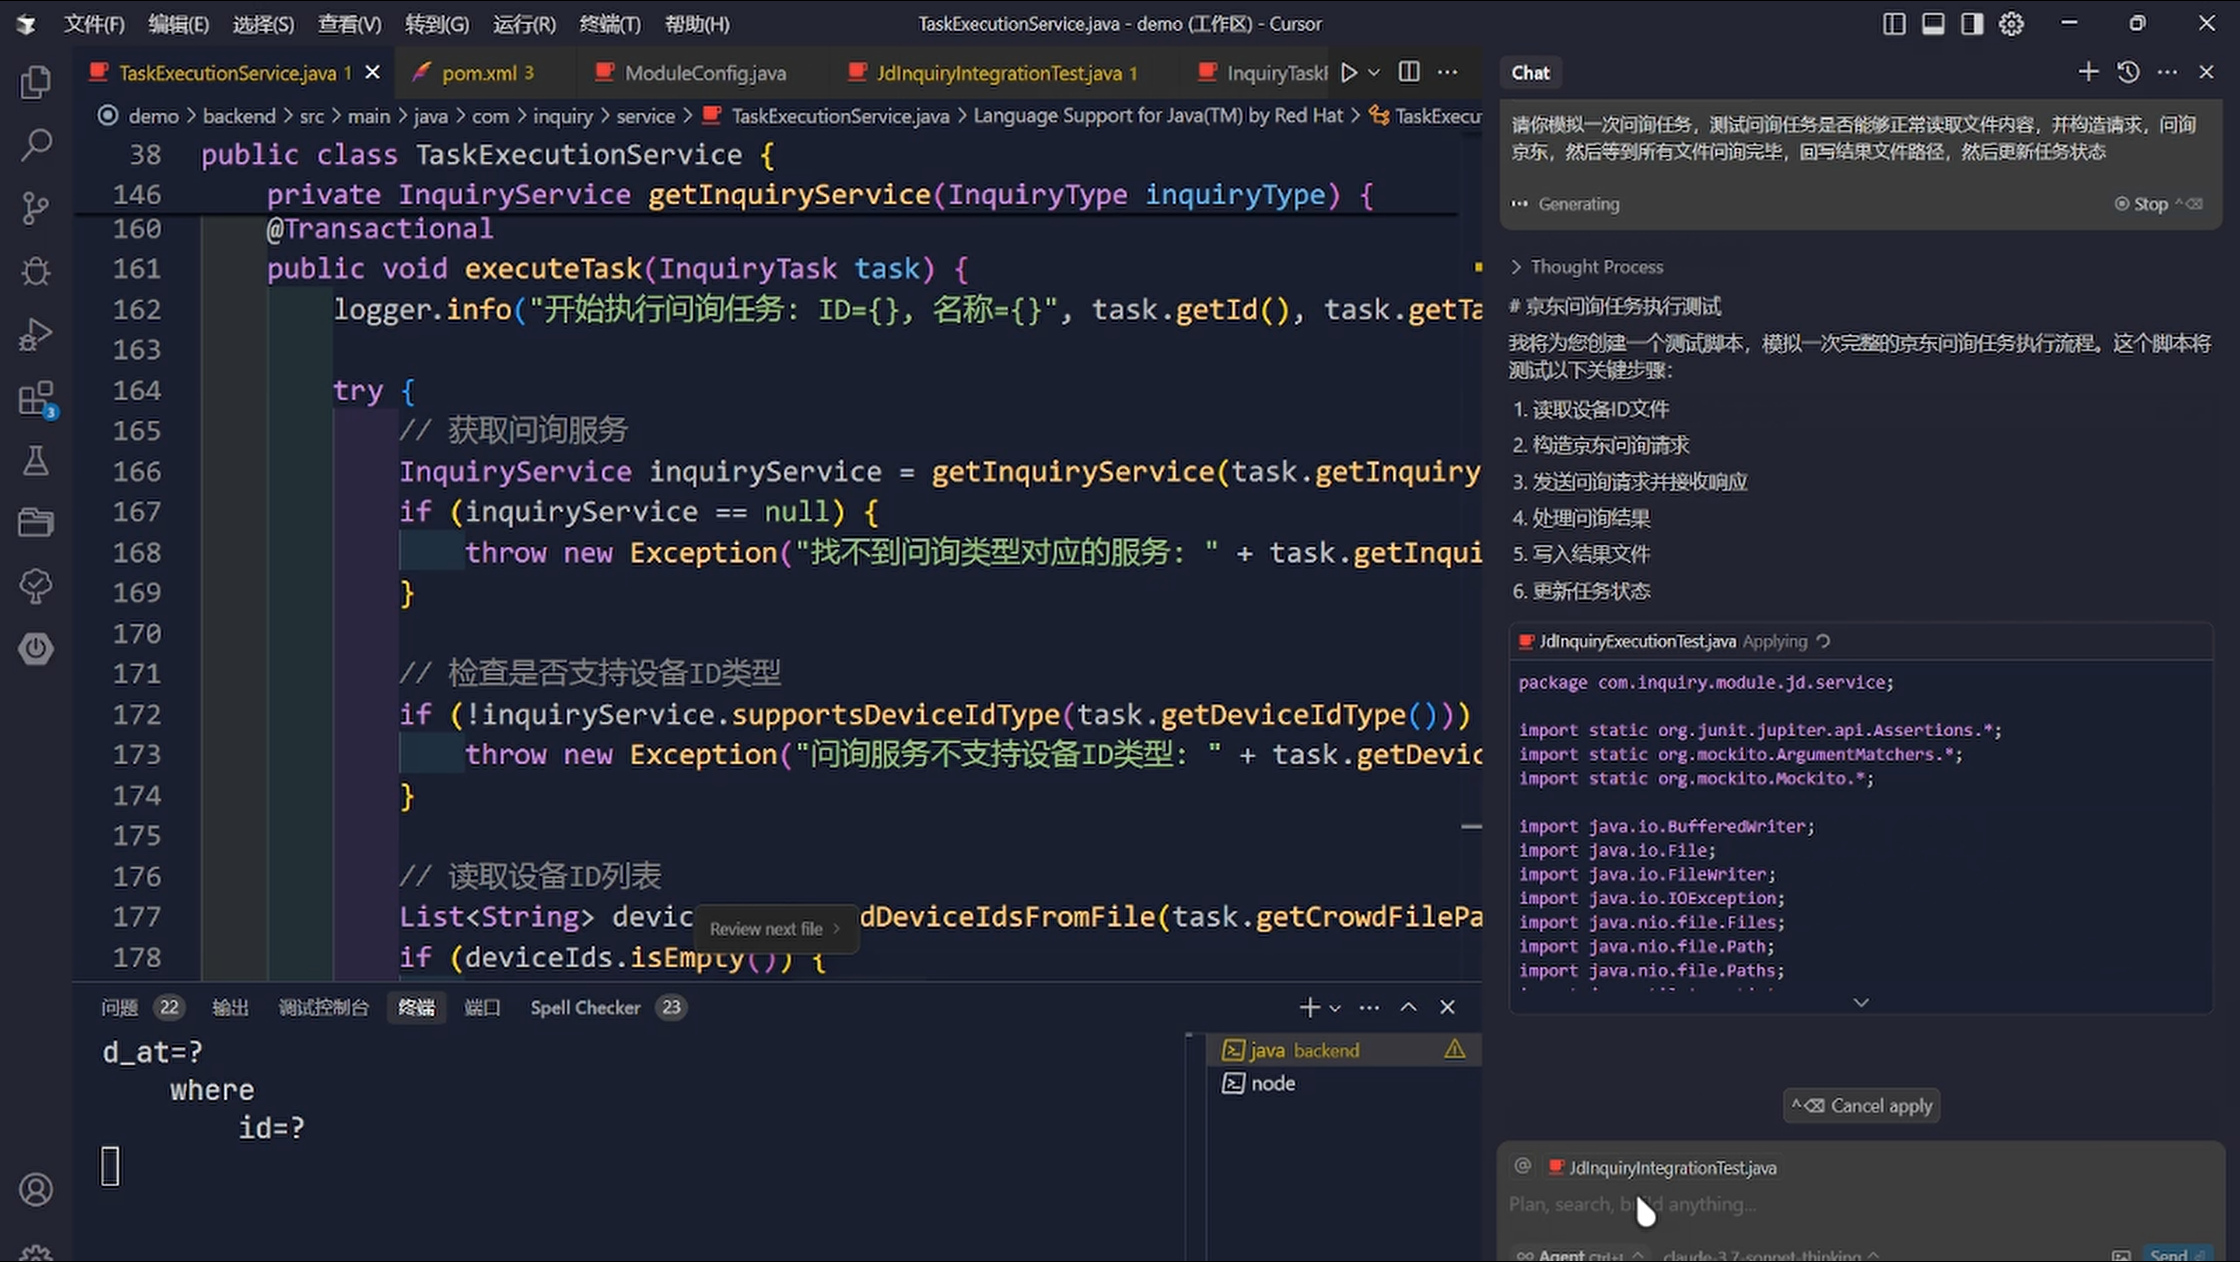 文件(F) 编辑(E) 选择(S) 查看(V) 转到(G) 运行(R) 终端(T) 帮助(H)
TaskExecutionService.java - demo (工作区) - Cursor
TaskExecutionService.java 1
pom.xml 3
ModuleConfig.java
JdInquiryIntegrationTest.java 1
demo > backend > src > main > java > com > inquiry > service > TaskExecutionService.java > Language Support for Java(TM) by Red Hat >
38 public class TaskExecutionService {
146 private InquiryService getInquiryService(InquiryType inquiryType) {
160 @Transactional
161 public void executeTask(InquiryTask task) {
162 logger.info("开始执行问询任务: ID={}, 名称={}", task.getId(), task.getTa
163
164 try {
165 // 获取问询服务
166 InquiryService inquiryService = getInquiryService(task.getInquiry
167 if (inquiryService == null) {
168 throw new Exception("找不到问询类型对应的服务: " + task.getInqui
169 }
170
171 // 检查是否支持设备ID类型
172 if (!inquiryService.supportsDeviceIdType(task.getDeviceIdType()))
173 throw new Exception("问询服务不支持设备ID类型: " + task.getDevic
174 }
175
176 // 读取设备ID列表
177 List<String> devic dDeviceIdsFromFile(task.getCrowdFilePa
Review next file >
178 if (deviceIds.isEmpty()) {
问题 22 输出 调试控制台 终端 端口 Spell Checker 23
d_at=?
where
id=?
java backend
node
3
Chat
请你模拟一次问询任务，测试问询任务是否能够正常读取文件内容，并构造请求，问询
京东，然后等到所有文件问询完毕，回写结果文件路径，然后更新任务状态
Generating
Stop
> Thought Process
# 京东问询任务执行测试
我将为您创建一个测试脚本，模拟一次完整的京东问询任务执行流程。这个脚本将
测试以下关键步骤：
1. 读取设备ID文件
2. 构造京东问询请求
3. 发送问询请求并接收响应
4. 处理问询结果
5. 写入结果文件
6. 更新任务状态
JdInquiryExecutionTest.java Applying
package com.inquiry.module.jd.service;
import static org.junit.jupiter.api.Assertions.*;
import static org.mockito.ArgumentMatchers.*;
import static org.mockito.Mockito.*;
import java.io.BufferedWriter;
import java.io.File;
import java.io.FileWriter;
import java.io.IOException;
import java.nio.file.Files;
import java.nio.file.Path;
import java.nio.file.Paths;
Cancel apply
@ JdInquiryIntegrationTest.java
Plan, search, build anything...
Agent Ctrl+I claude-3.7-sonnet-thinking
Send